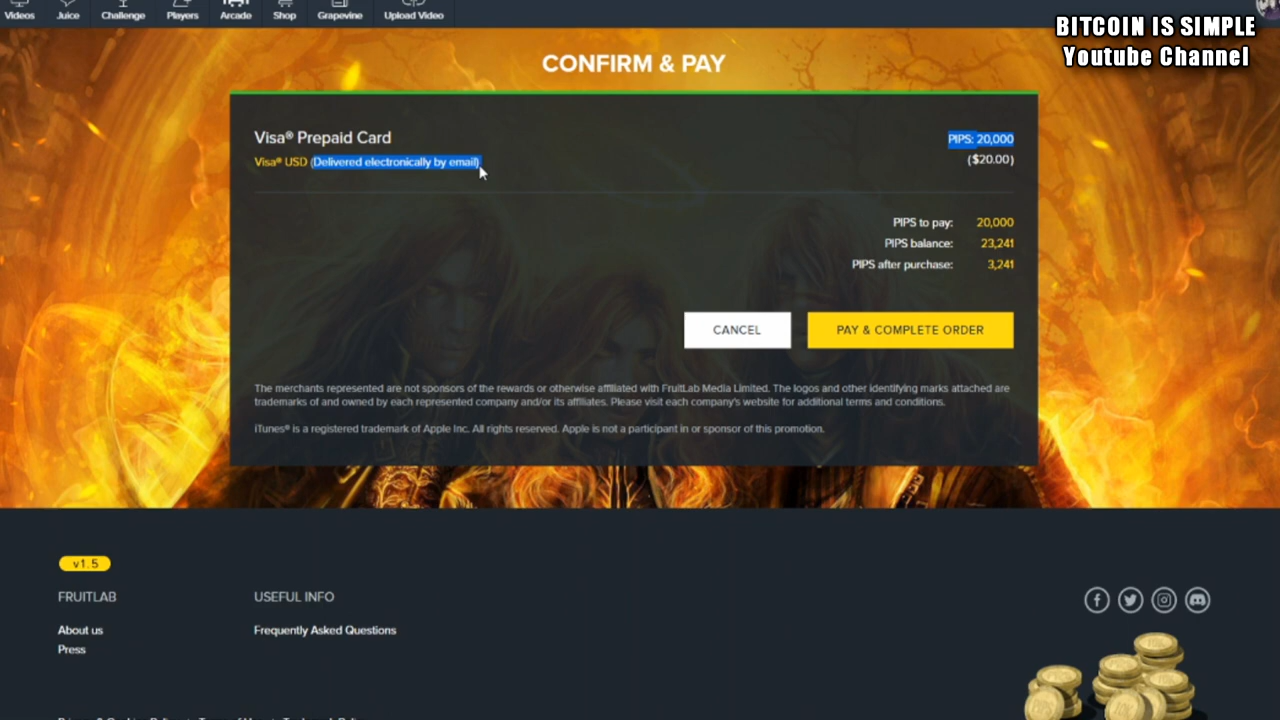 Videos Juice Challenge Players Arcade Shop Grapevine Upload Video
BITCOIN IS SIMPLE
Youtube Channel
CONFIRM & PAY
Visa® Prepaid Card
PIPS: 20,000
Visa® USD (Delivered electronically by email)
($20.00)
PIPS to pay: 20,000
PIPS balance: 23,241
PIPS after purchase: 3,241
CANCEL PAY & COMPLETE ORDER
The merchants represented are not sponsors of the rewards or otherwise affiliated with FruitLab Media Limited. The logos and other identifying marks attached are
trademarks of and owned by each represented company and/or its affiliates. Please visit each company's website for additional terms and conditions.
iTunes® is a registered trademark of Apple Inc. All rights reserved. Apple is not a participant in or sponsor of this promotion.
v1.5
FRUITLAB USEFUL INFO
About us Frequently Asked Questions
Press